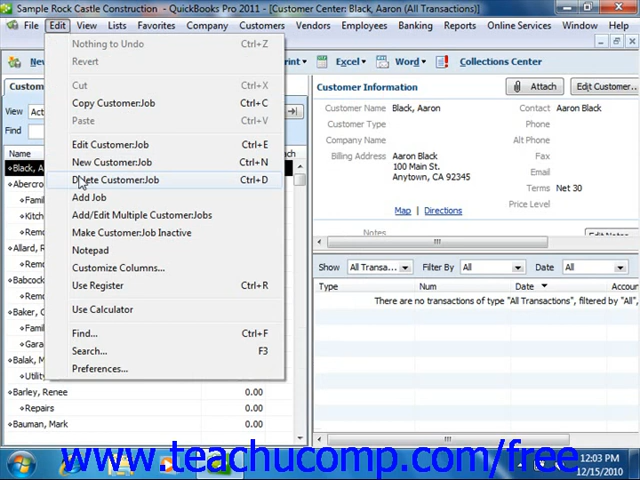 Sample Rock Castle Construction - QuickBooks Pro 2011 - [Customer Center: Black, Aaron (All Transactions)]
File Edit View Lists Favorites Company Customers Vendors Employees Banking Reports Online Services Window
Nothing to Undo Ctrl+Z
Revert
Cut Ctrl+X
Copy Customer:Job Ctrl+C
Paste Ctrl+V
Edit Customer:Job Ctrl+E
New Customer:Job Ctrl+N
Delete Customer:Job Ctrl+D
Add Job
Add/Edit Multiple Customer:Jobs
Make Customer:Job Inactive
Notepad
Customize Columns...
Use Register Ctrl+R
Use Calculator
Find... Ctrl+F
Search... F3
Preferences...
Excel Word Collections Center
View
Find
Name
Black, A
Abercro
Fami
Kitch
Rem
Allard, R
Rem
Babcock
Rem
Baker, C
Fami
Gara
Balak, M
Utility
Barley, Renee 0.00
Repairs 0.00
Bauman, Mark 0.00
Customer Information Attach Edit Customer...
Customer Name Black, Aaron Contact Aaron Black
Customer Type Phone
Company Name Alt Phone
Billing Address Aaron Black Fax
100 Main St. Email
Anytown, CA 92345 Terms Net 30
Price Level
Map | Directions
Notes
Show All Transa... Filter By All Date All
Type Num Date Account
There are no transactions of type "All Transactions", filtered by "All",
www.teachucomp.com/free
12:03 PM
12/15/2010